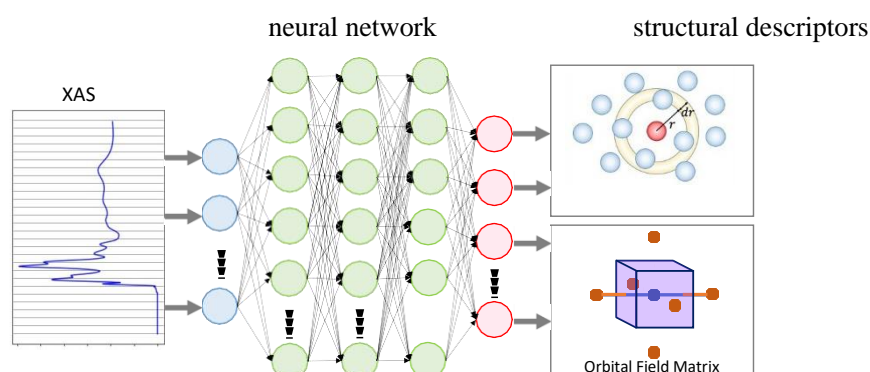 neural network
structural descriptors
XAS
dr
r
Orbital Field Matrix